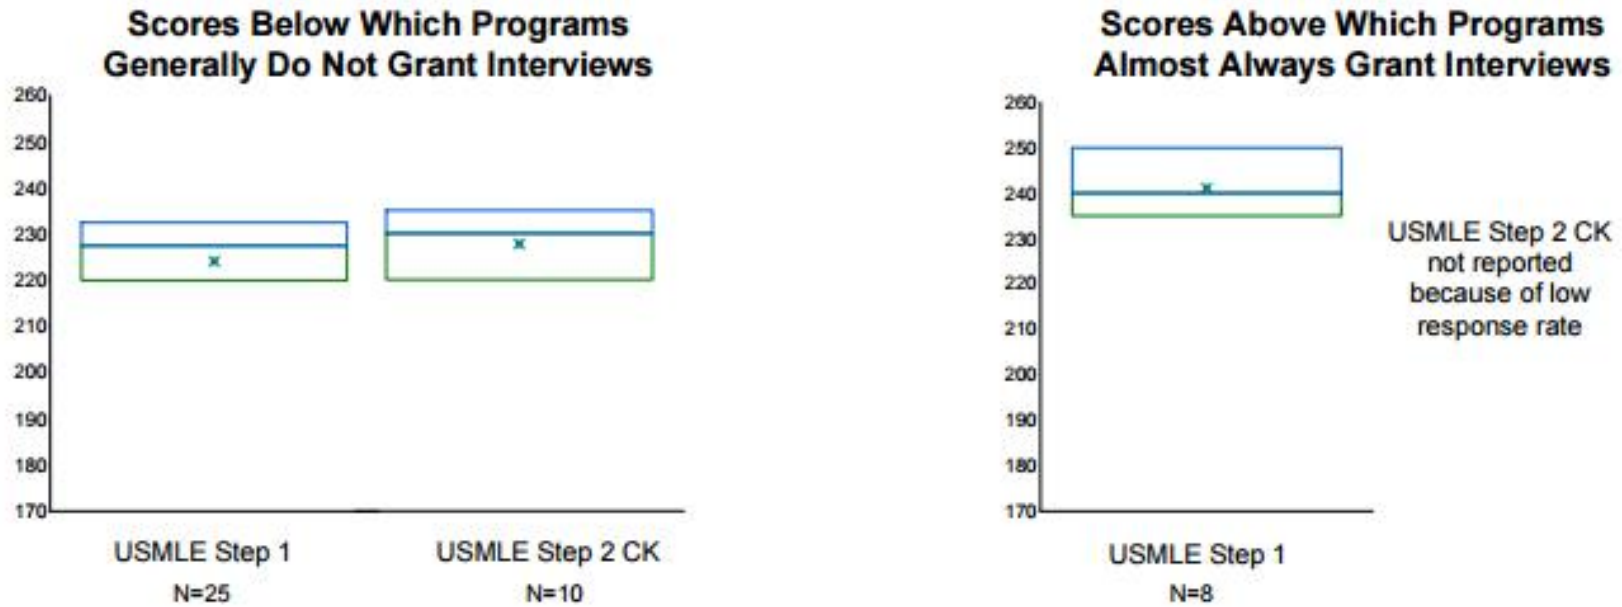 Scores Below Which Programs
Generally Do Not Grant Interviews
260
250
240
230
220
210
200
190
180
170
USMLE Step 1
N=25
USMLE Step 2 CK
N=10
Scores Above Which Programs
Almost Always Grant Interviews
260
250
240
230
220
210
200
190
180
170
USMLE Step 1
N=8
USMLE Step 2 CK
not reported
because of low
response rate